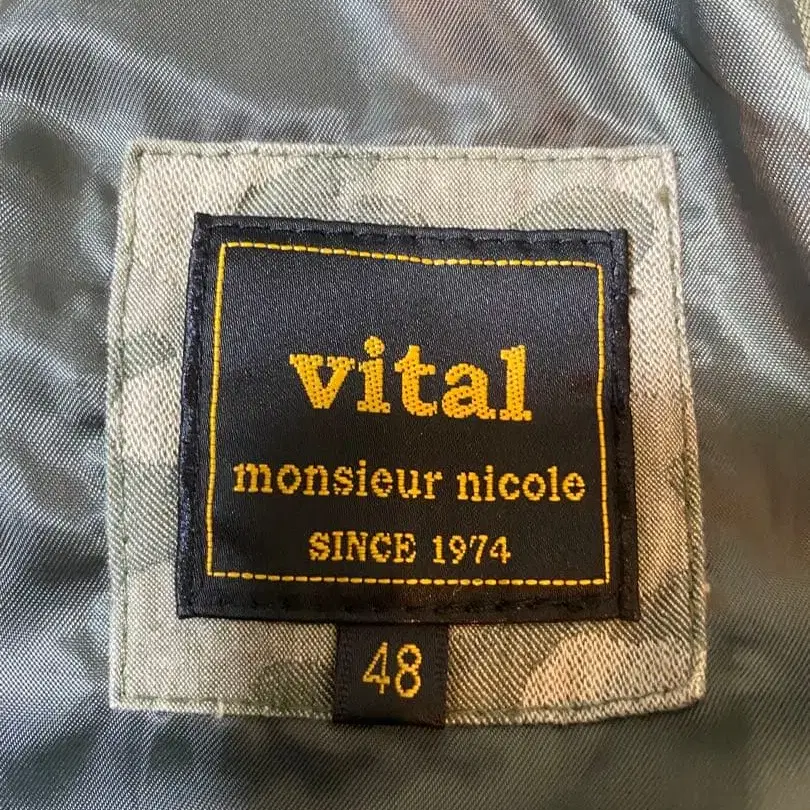 vital
monsieur nicole
SINCE 1974
48